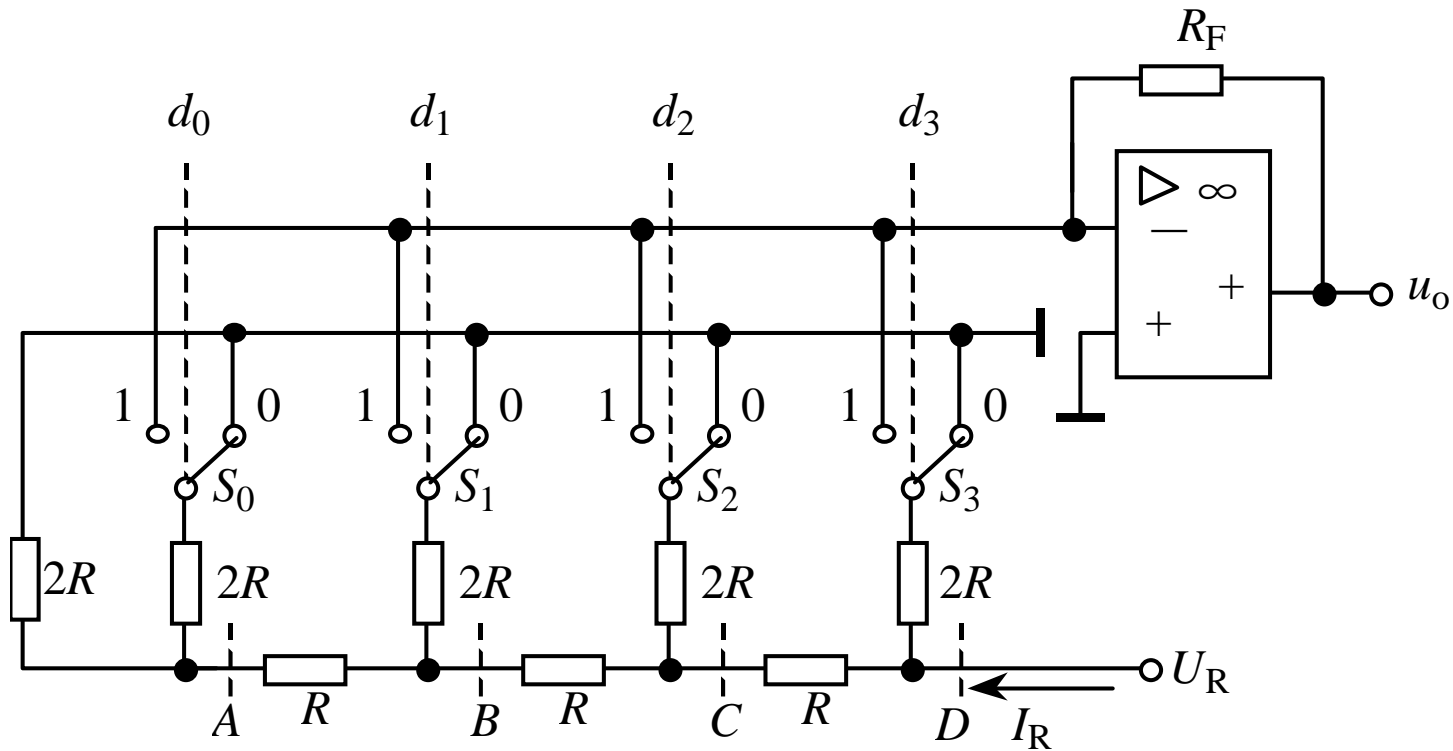 R_F
d_0 d_1 d_2 d_3
▷ ∞
—
+
+
u_o
1 0 1 0 1 0 1 0
S_0 S_1 S_2 S_3
2R 2R 2R 2R 2R
U_R
A R B R C R D I_R